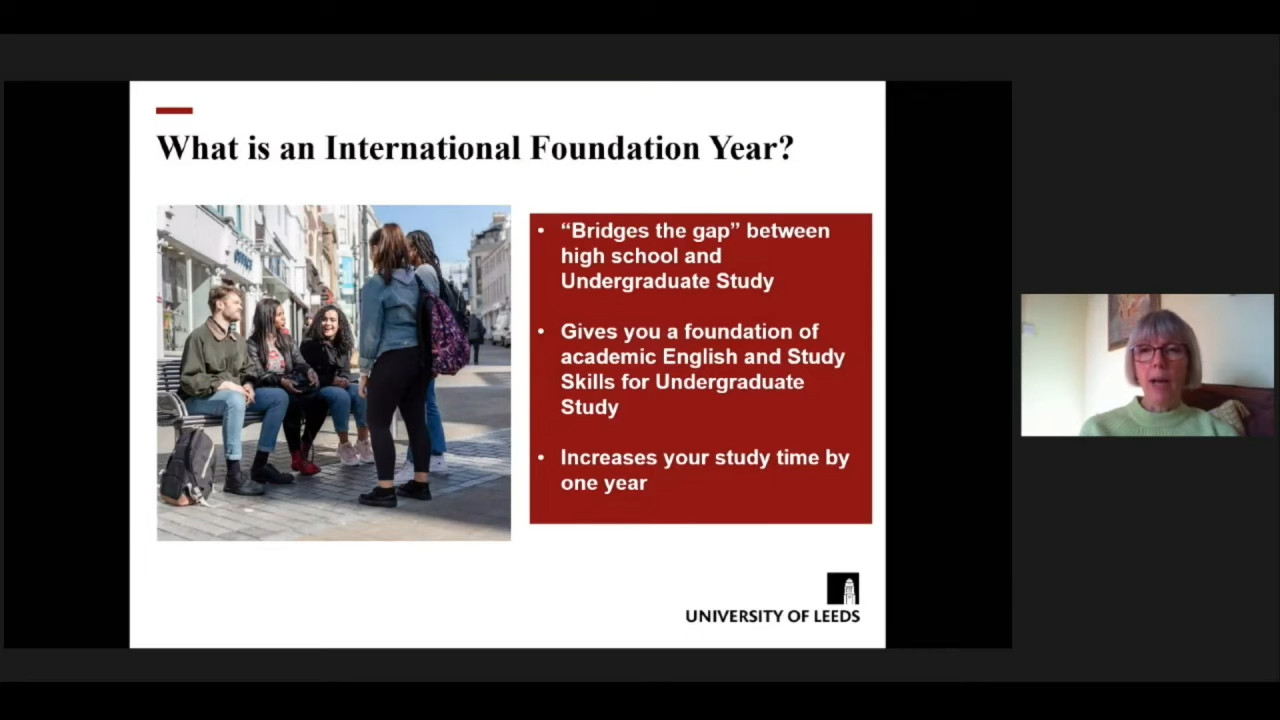 What is an International Foundation Year?
OFFICE
• “Bridges the gap” between
high school and
Undergraduate Study
• Gives you a foundation of
academic English and Study
Skills for Undergraduate
Study
• Increases your study time by
one year
UNIVERSITY OF LEEDS